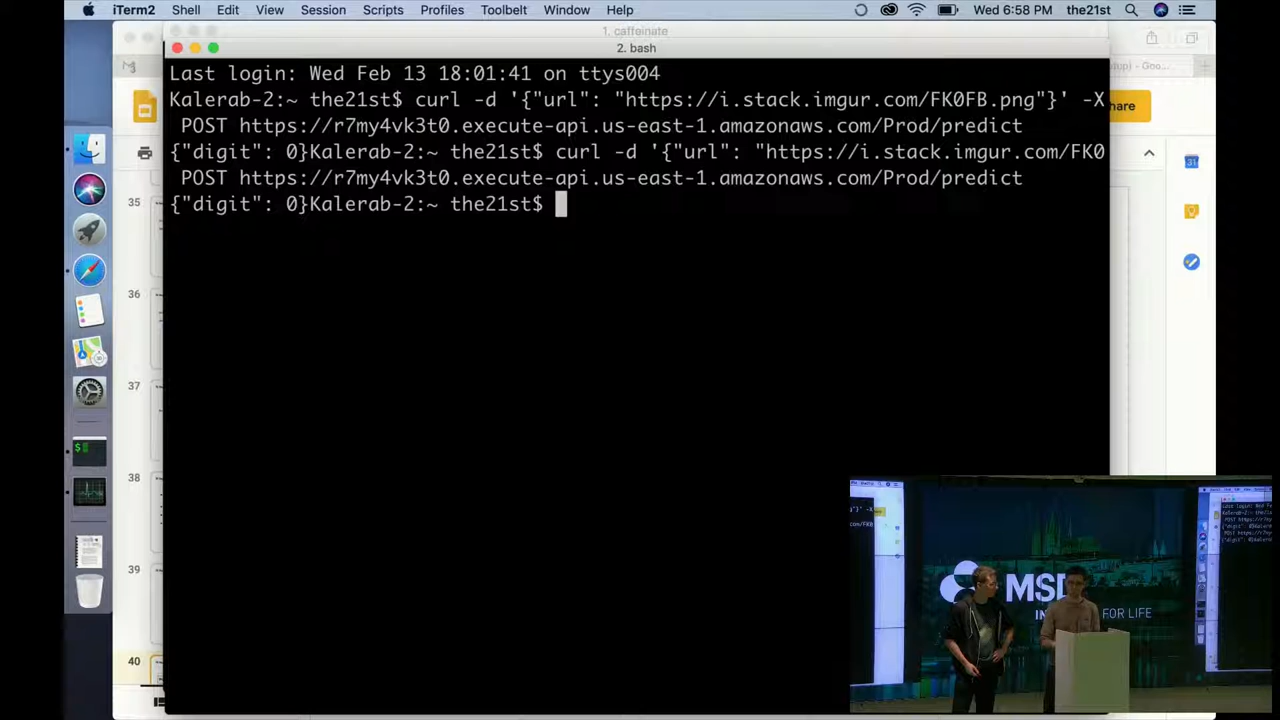 iTerm2 Shell Edit View Session Scripts Profiles Toolbelt Window Help Wed 6:58 PM the21st
1. caffeinate
2. bash
Last login: Wed Feb 13 18:01:41 on ttys004
Kalerab-2:~ the21st$ curl -d '{"url": "https://i.stack.imgur.com/FK0FB.png"}' -X
POST https://r7my4vk3t0.execute-api.us-east-1.amazonaws.com/Prod/predict
{"digit": 0}Kalerab-2:~ the21st$ curl -d '{"url": "https://i.stack.imgur.com/FK0
POST https://r7my4vk3t0.execute-api.us-east-1.amazonaws.com/Prod/predict
{"digit": 0}Kalerab-2:~ the21st$
hare
35
36
37
38
39
40
31
MSD
FOR LIFE